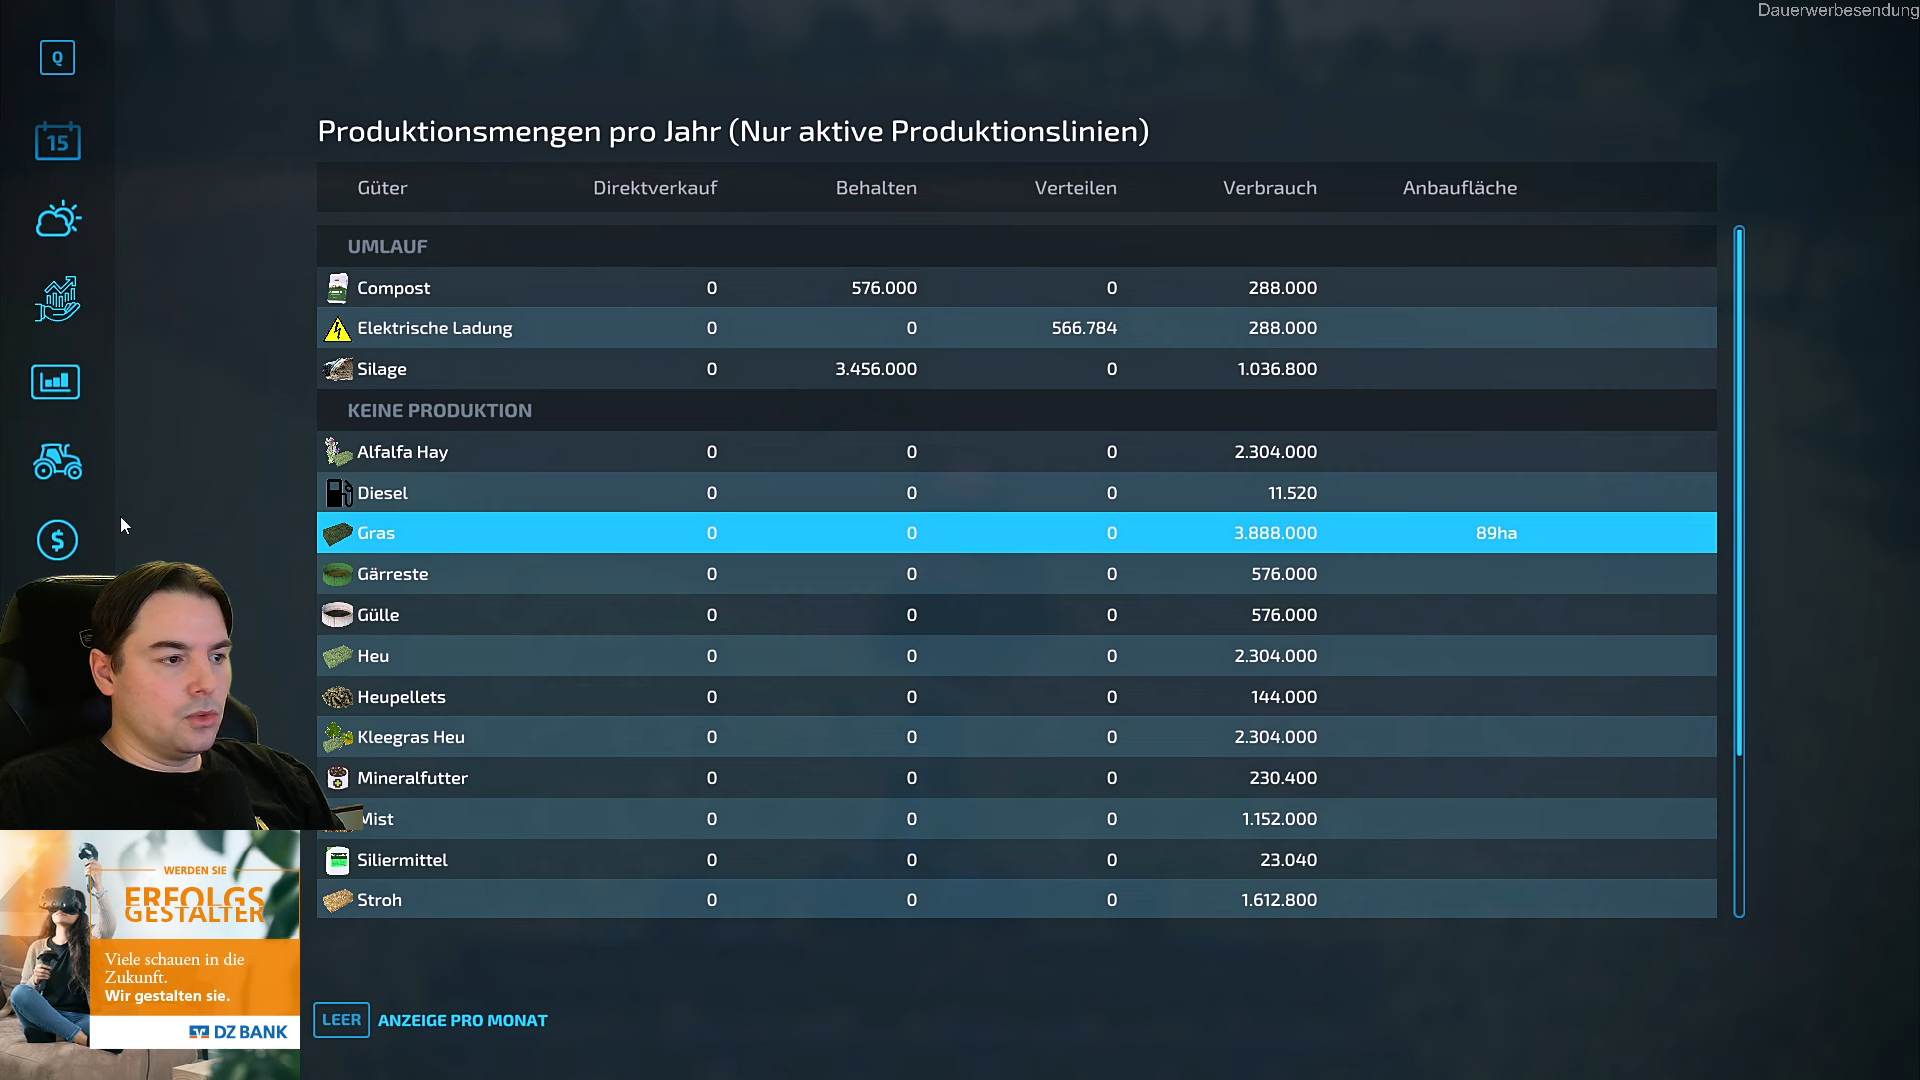 Dauerwerbesendung
Q
15
Produktionsmengen pro Jahr (Nur aktive Produktionslinien)
Güter Direktverkauf Behalten Verteilen Verbrauch Anbaufläche
UMLAUF
Compost 0 576.000 0 288.000
Elektrische Ladung 0 0 566.784 288.000
Silage 0 3.456.000 0 1.036.800
KEINE PRODUKTION
Alfalfa Hay 0 0 0 2.304.000
Diesel 0 0 0 11.520
Gras 0 0 0 3.888.000 89ha
Gärreste 0 0 0 576.000
Gülle 0 0 0 576.000
Heu 0 0 0 2.304.000
Heupellets 0 0 0 144.000
Kleegras Heu 0 0 0 2.304.000
Mineralfutter 0 0 0 230.400
Mist 0 0 0 1.152.000
Siliermittel 0 0 0 23.040
Stroh 0 0 0 1.612.800
LEER ANZEIGE PRO MONAT
WERDEN SIE
ERFOLGS
GESTALTER
Viele schauen in die
Zukunft.
Wir gestalten sie.
DZ BANK